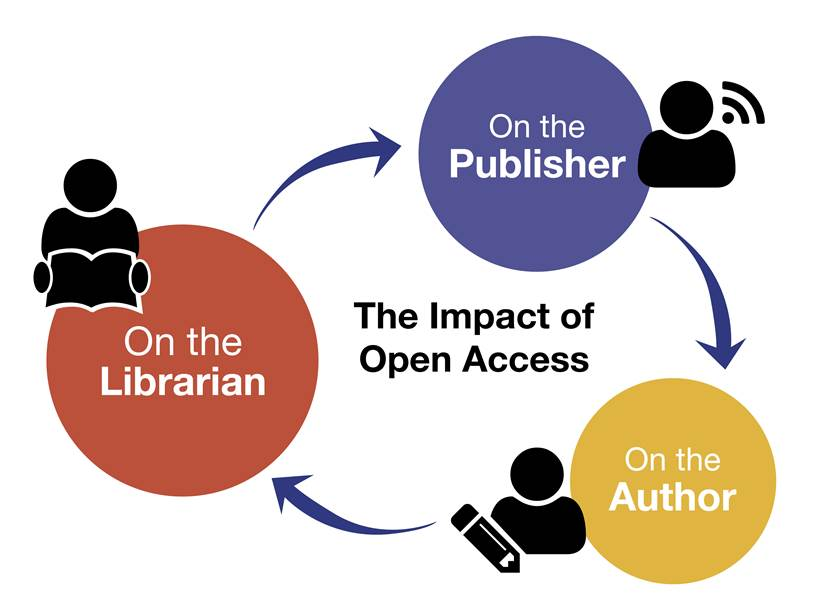 On the
Publisher
The Impact of
Open Access
On the
Librarian
On the
Author